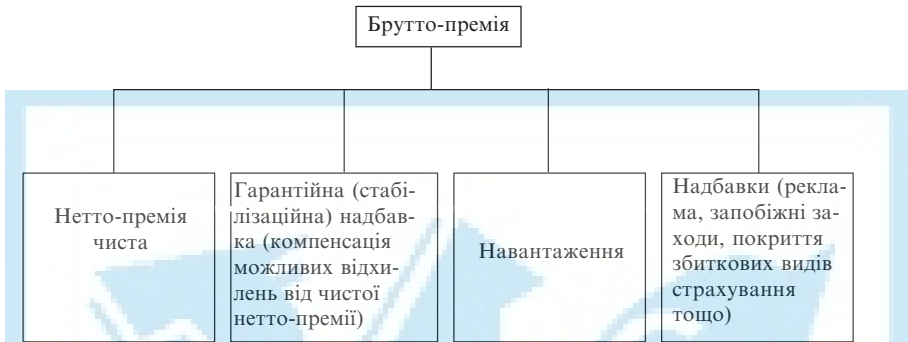 Брутто-премія
Нетто-премія
чиста
Гарантійна (стабі-
лізаційна) надбав-
ка (компенсація
можливих відхи-
лень від чистої
нетто-премії)
Навантаження
Надбавки (рекла-
ма, запобіжні за-
ходи, покриття
збиткових видів
страхування
тощо)